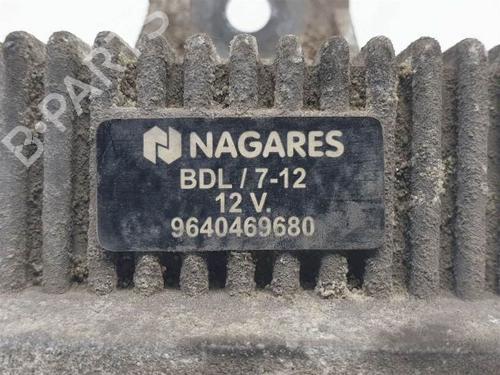 B-PARTS
NAGARES
BDL / 7-12
12 V.
9640469680